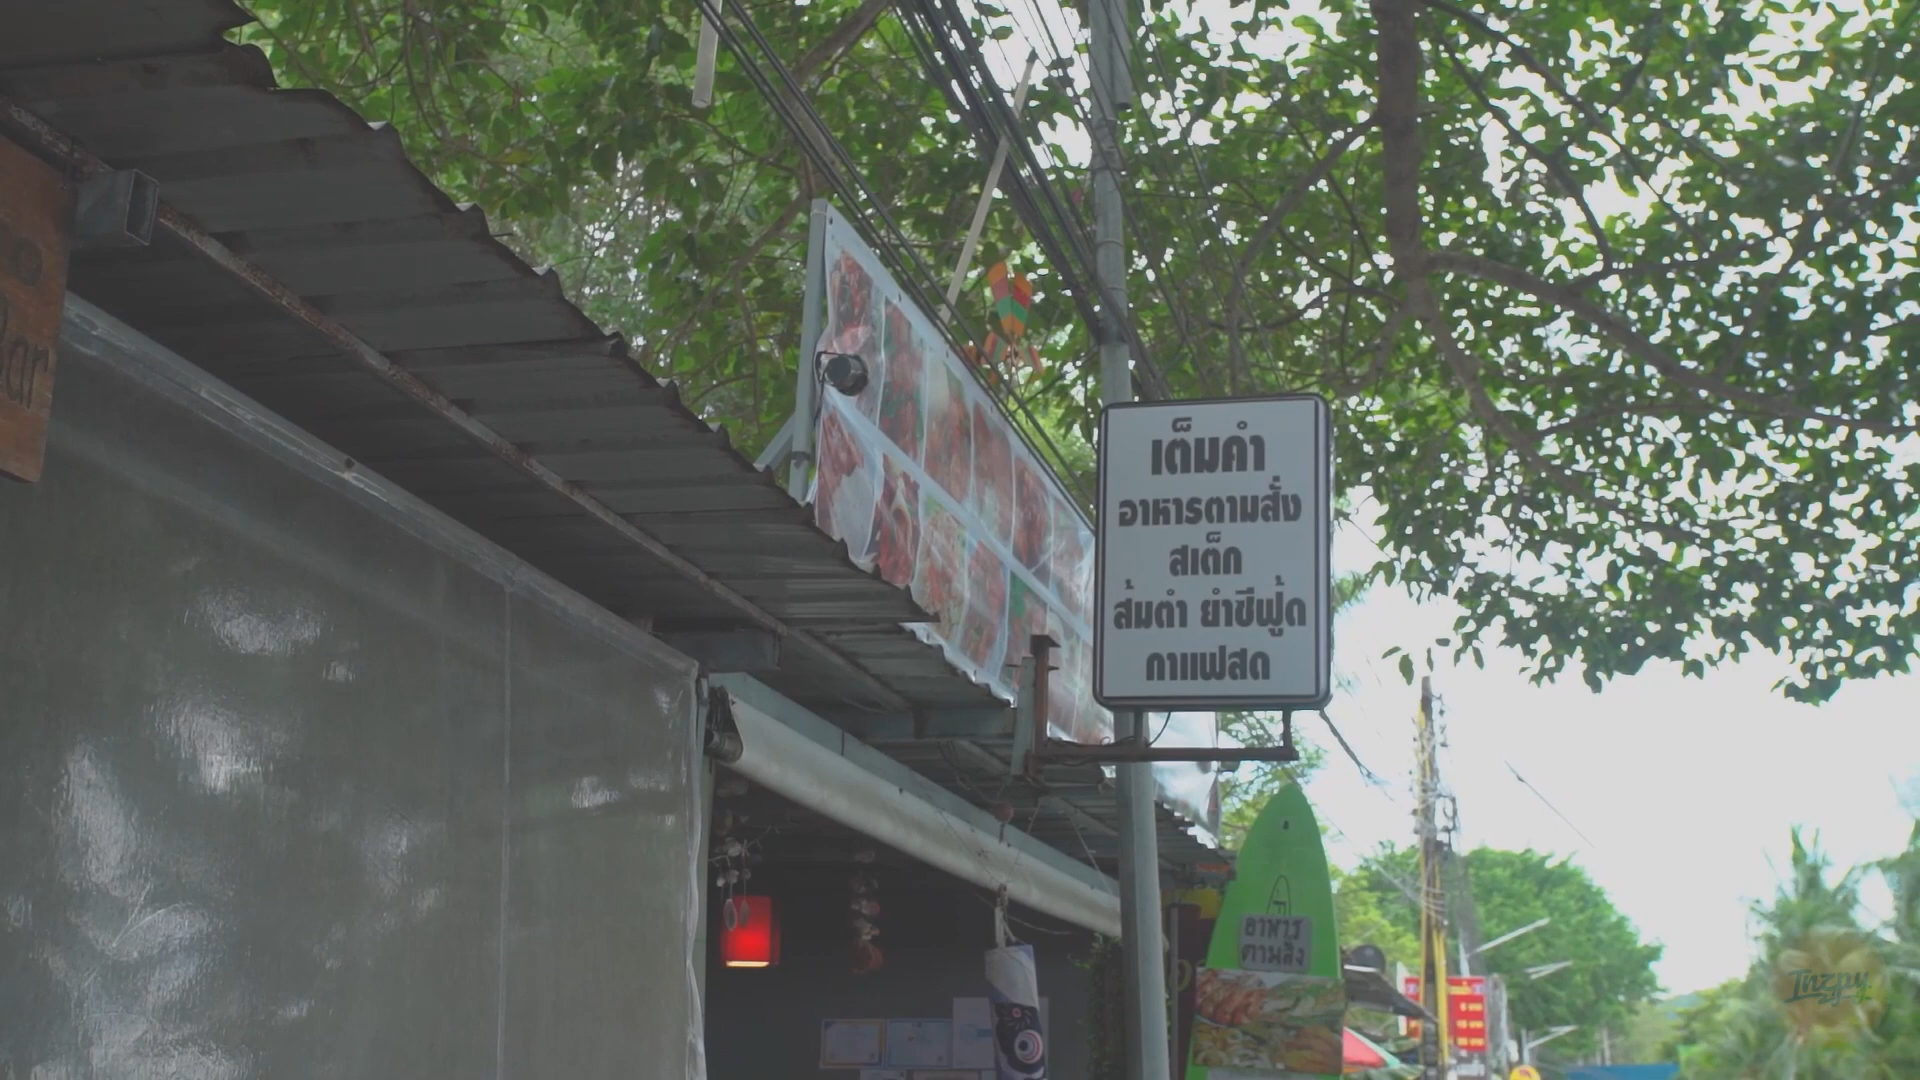 เต็มคำ
อาหารตามสั่ง
สเต็ก
ส้มตำ ยำซีฟู้ด
กาแฟสด
อาหาร
ตามสั่ง
Inzpy